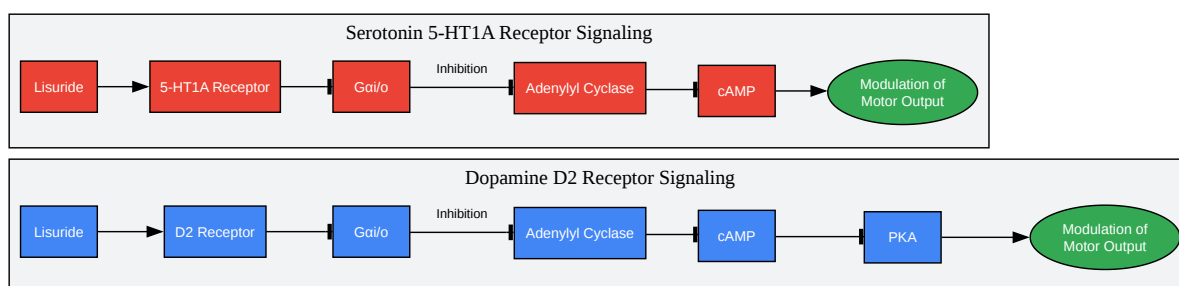 Serotonin 5-HT1A Receptor Signaling
Lisuride
5-HT1A Receptor
Gαi/o
Inhibition
Adenylyl Cyclase
cAMP
Modulation of
Motor Output
Dopamine D2 Receptor Signaling
Lisuride
D2 Receptor
Gαi/o
Inhibition
Adenylyl Cyclase
cAMP
PKA
Modulation of
Motor Output